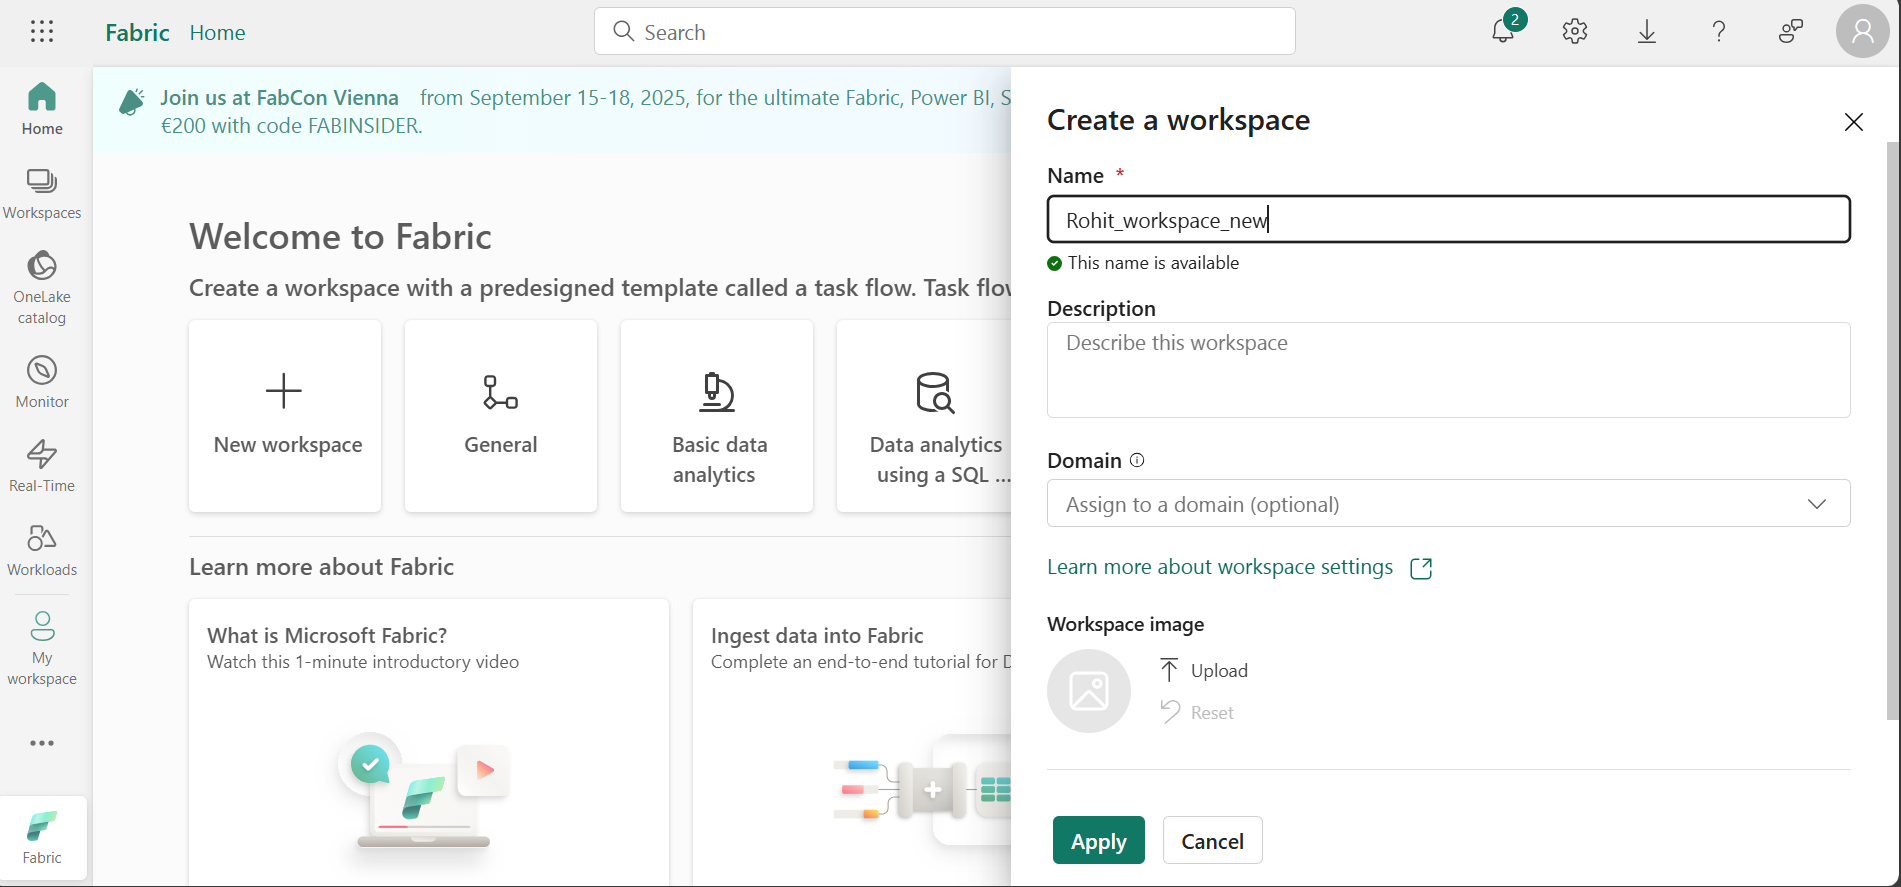 Fabric Home
Search
2
Home
Workspaces
OneLake
catalog
Monitor
Real-Time
Workloads
My
workspace
Fabric
Join us at FabCon Vienna from September 15-18, 2025, for the ultimate Fabric, Power BI, S
€200 with code FABINSIDER.
Welcome to Fabric
Create a workspace with a predesigned template called a task flow. Task flow
New workspace
General
Basic data
analytics
Data analytics
using a SQL ...
Learn more about Fabric
What is Microsoft Fabric?
Watch this 1-minute introductory video
Ingest data into Fabric
Complete an end-to-end tutorial for D
Create a workspace
Name *
Rohit_workspace_new
This name is available
Description
Describe this workspace
Domain
Assign to a domain (optional)
Learn more about workspace settings
Workspace image
Upload
Reset
Apply
Cancel